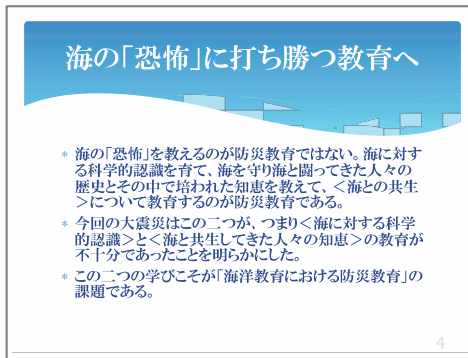 海の「恐怖」に打ち勝つ教育へ
* 海の「恐怖」を教えるのが防災教育ではない。海に対す
る科学的認識を育て、海を守り海と闘ってきた人々の
歴史とその中で培われた知恵を教えて、<海との共生
>について教育するのが防災教育である。
* 今回の大震災はこの二つが、つまり<海に対する科学
的認識>と<海と共生してきた人々の知恵>の教育が
不十分であったことを明らかにした。
* この二つの学びこそが「海洋教育における防災教育」の
課題である。
4